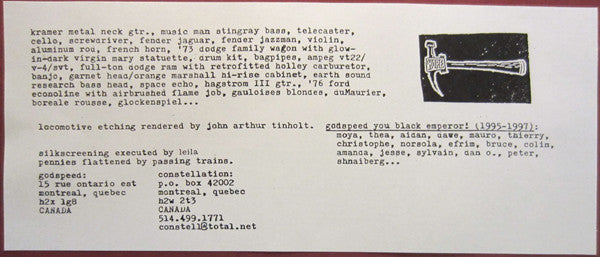 kramer metal neck gtr., music man stingray bass, telecaster,
cello, screwdriver, fender jaguar, fender jazzman, violin,
aluminum rod, french horn, '73 dodge family wagon with glow-
in-dark virgin mary statuette, drum kit, bagpipes, ampeg vt22/
v-4/svt, full-ton dodge ram with retrofitted holley carburetor,
banjo, garnet head/orange marshall hi-rise cabinet, earth sound
research bass head, space echo, hagstrom III gtr., '76 ford
econoline with airbrushed flame job, gauloises blondes, duMaurier,
boreale rousse, glockenspiel...
locomotive etching rendered by john arthur tinholt.
silkscreening executed by leila
pennies flattened by passing trains.
godspeed you black emperor! (1995-1997):
moya, thea, aidan, dave, mauro, thierry,
christophe, norsola, efrim, bruce, colin,
amanda, jesse, sylvain, dan o., peter,
shnaiberg...
godspeed:
15 rue ontario est
montreal, quebec
h2x 1g8
CANADA
constellation:
p.o. box 42002
montreal, quebec
h2w 2t3
CANADA
514.499.1771
constell@total.net